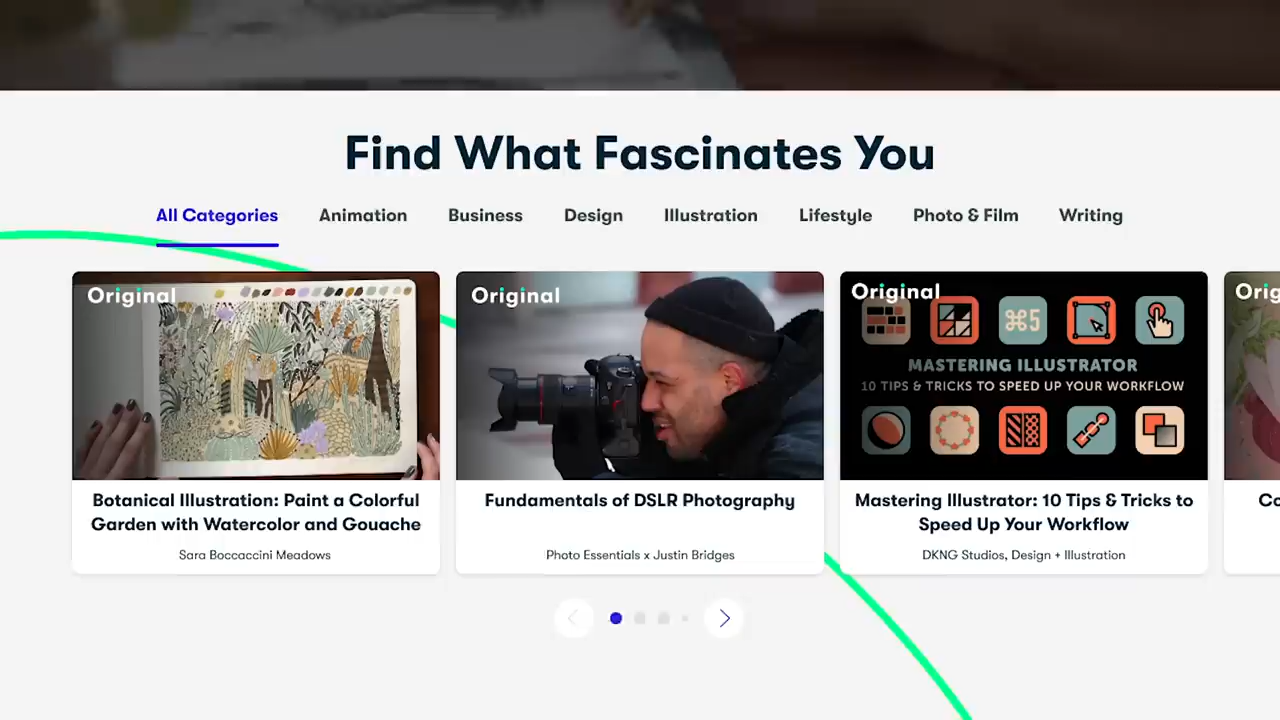 Find What Fascinates You
All Categories
Animation
Business
Design
Illustration
Lifestyle
Photo & Film
Writing
Original
Botanical Illustration: Paint a Colorful
Garden with Watercolor and Gouache
Sara Boccaccini Meadows
Original
Fundamentals of DSLR Photography
Photo Essentials x Justin Bridges
Original
⌘5
MASTERING ILLUSTRATOR
10 TIPS & TRICKS TO SPEED UP YOUR WORKFLOW
Mastering Illustrator: 10 Tips & Tricks to
Speed Up Your Workflow
DKNG Studios, Design + Illustration
Orig
Co